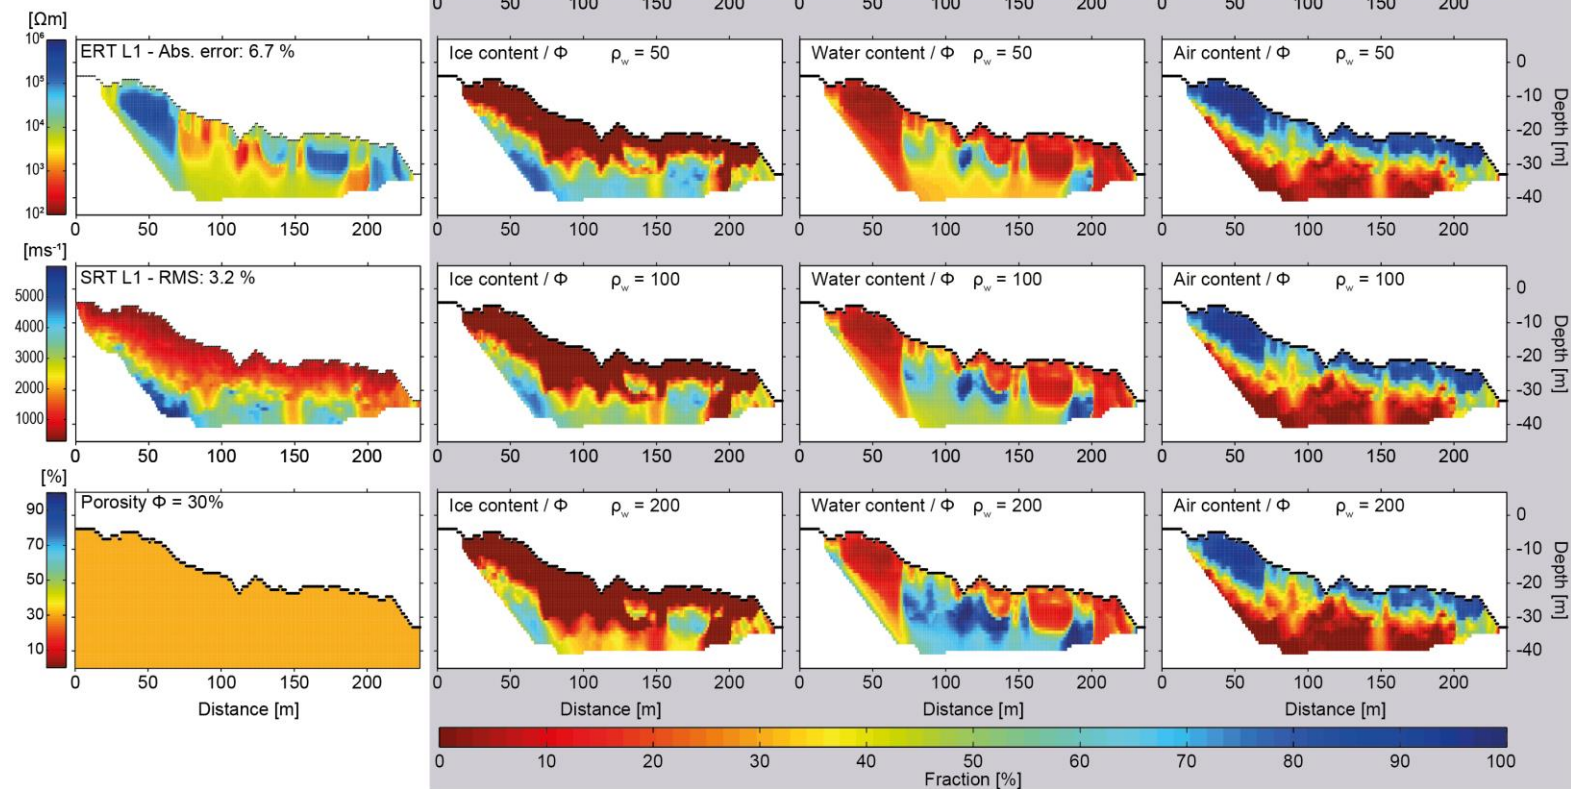 0 50 100 150 200 0 50 100 150 200 0 50 100 150 200
[Ωm]
10⁶
10⁵
10⁴
10³
10²
ERT L1 - Abs. error: 6.7 %
0 50 100 150 200
Ice content / Φ ρw = 50
0 50 100 150 200
Water content / Φ ρw = 50
0 50 100 150 200
Air content / Φ ρw = 50
0 50 100 150 200
0
-10
-20
-30
-40
Depth [m]
[ms⁻¹]
5000
4000
3000
2000
1000
SRT L1 - RMS: 3.2 %
0 50 100 150 200
Ice content / Φ ρw = 100
0 50 100 150 200
Water content / Φ ρw = 100
0 50 100 150 200
Air content / Φ ρw = 100
0 50 100 150 200
0
-10
-20
-30
-40
Depth [m]
[%]
90
70
50
30
10
Porosity Φ = 30%
0 50 100 150 200
Distance [m]
Ice content / Φ ρw = 200
0 50 100 150 200
Distance [m]
Water content / Φ ρw = 200
0 50 100 150 200
Distance [m]
Air content / Φ ρw = 200
0 50 100 150 200
Distance [m]
0
-10
-20
-30
-40
Depth [m]
0 10 20 30 40 50 60 70 80 90 100
Fraction [%]